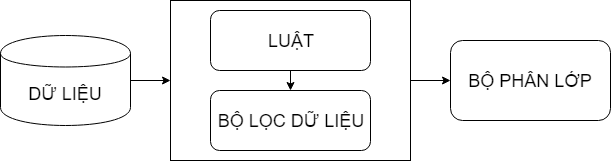 DỮ LIỆU
LUẬT
BỘ LỌC DỮ LIỆU
BỘ PHÂN LỚP